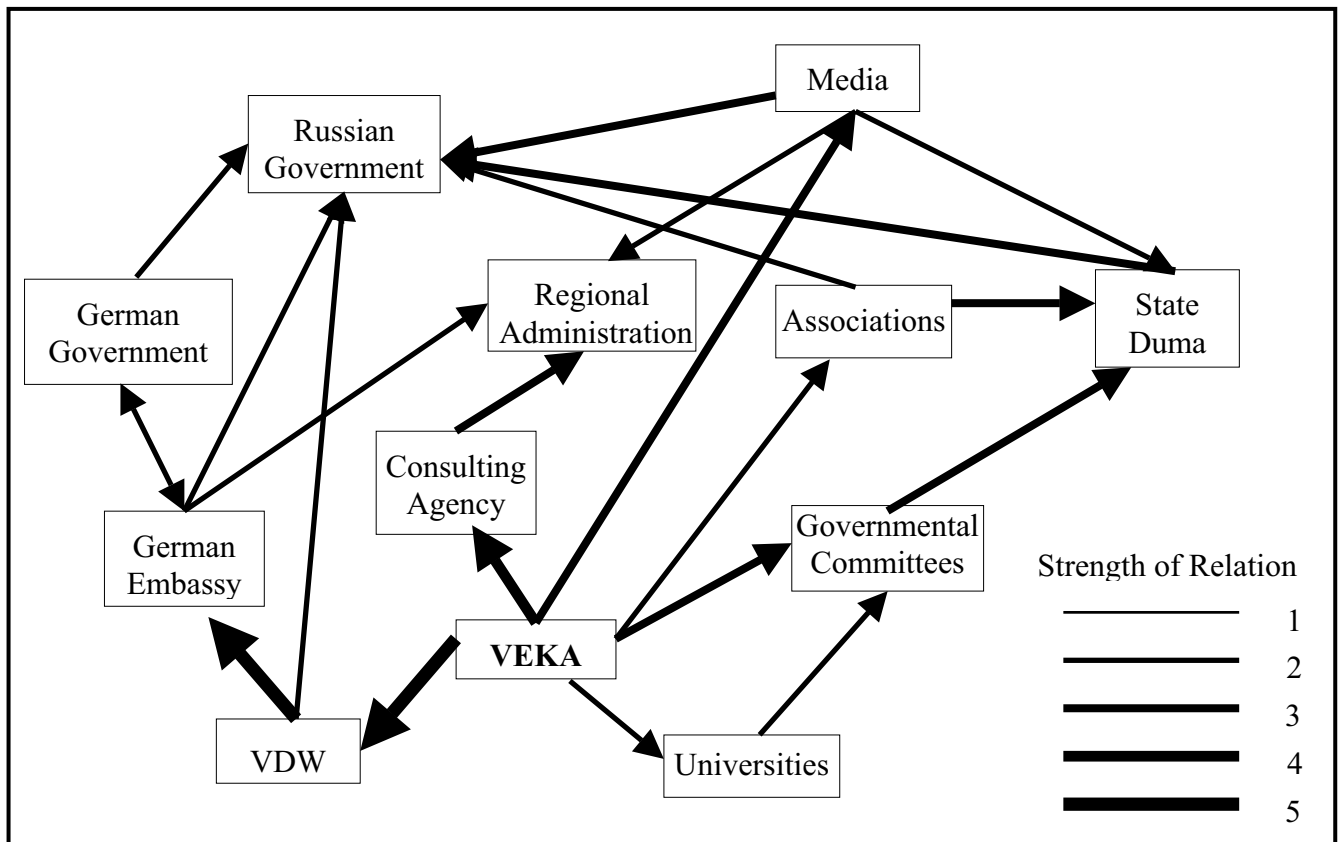 Media
Russian
Government
Regional
Administration
German
Government
Associations
State
Duma
Consulting
Agency
Governmental
Committees
German
Embassy
VEKA
VDW
Universities
Strength of Relation
1
2
3
4
5